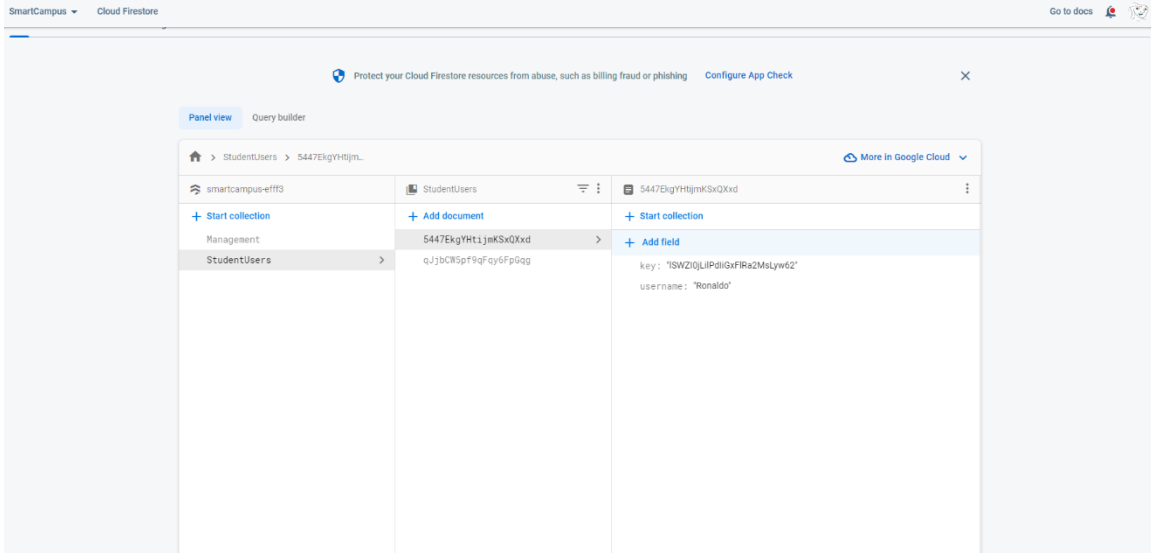 SmartCampus Cloud Firestore Go to docs
Protect your Cloud Firestore resources from abuse, such as billing fraud or phishing Configure App Check
Panel view Query builder
StudentUsers > 5447EkgYHtijm...
More in Google Cloud
smartcampus-efff3
StudentUsers
5447EkgYHtijmKSxQXxd
+ Start collection
+ Add document
+ Start collection
Management
5447EkgYHtijmKSxQXxd
+ Add field
StudentUsers
qJjbCW5pf9qFqy6FpGqg
key:
username: "Ronaldo"